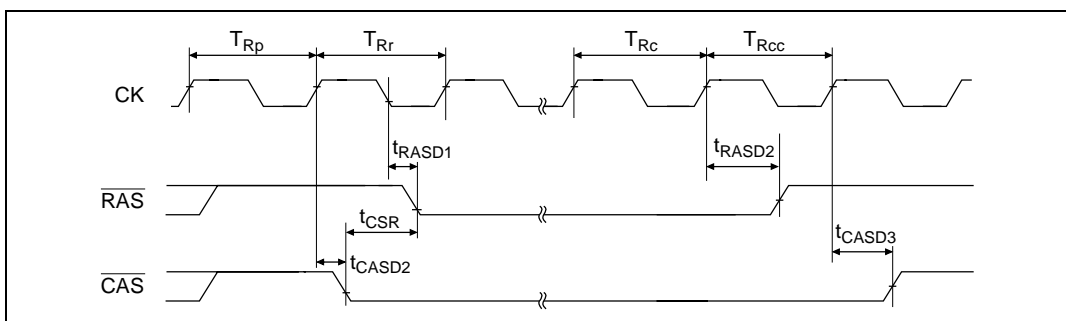 TRp TRr TRc TRcc
CK
tRASD1 tRASD2
RAS
tCSR
tCASD3
tCASD2
CAS